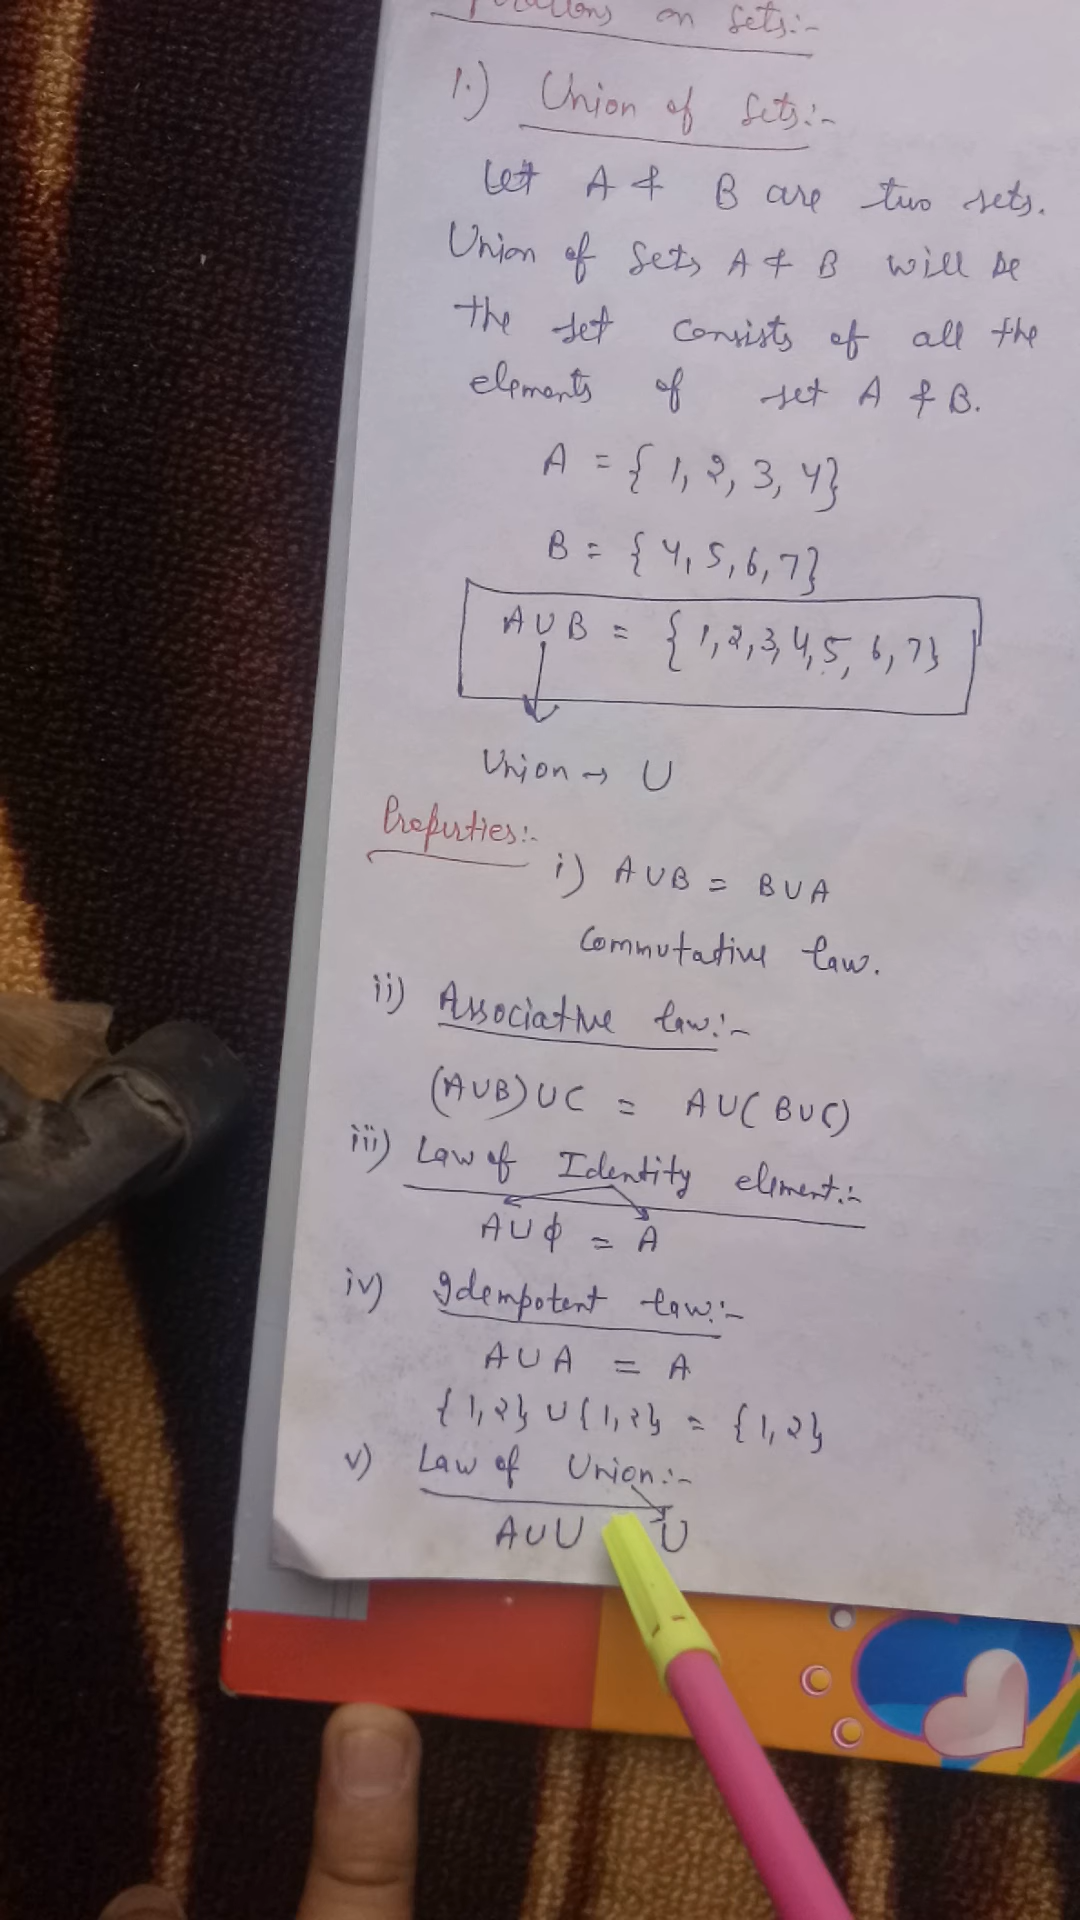 on Sets:-
1.) Union of Sets:-
Let A & B are two sets.
Union of Sets A & B will be
the set consists of all the
elements of set A & B.
A = { 1, 2, 3, 4}
B = { 4, 5, 6, 7}
A U B = { 1, 2, 3, 4, 5, 6, 7}
Union → U
Properties:-
i) A U B = B U A
Commutative law.
ii) Associative law:-
(A U B) U C = A U ( B U C)
iii) Law of Identity element:-
A U ϕ = A
iv) Idempotent law:-
A U A = A
{ 1, 2} U { 1, 2} = { 1, 2}
v) Law of Union:-
A U U U